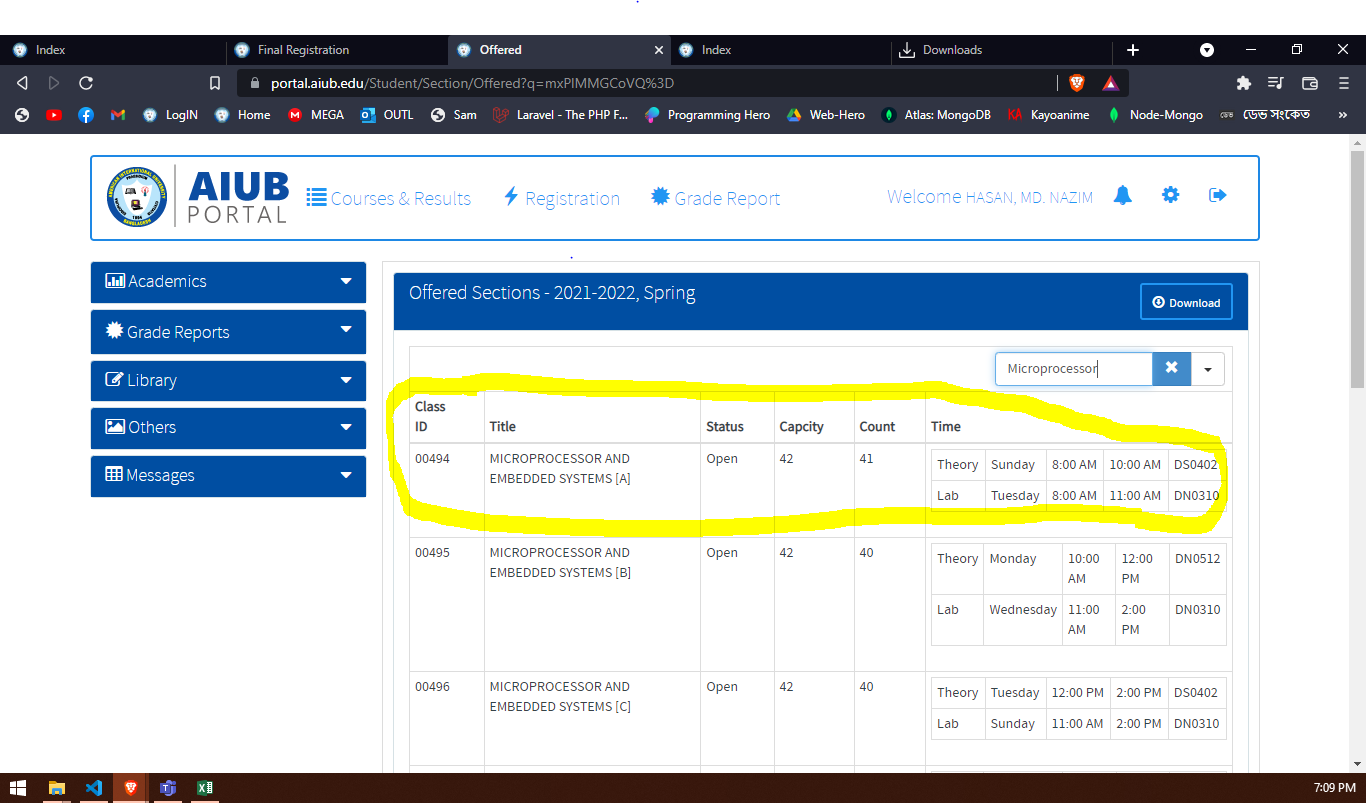 Index
Final Registration
Offered
Index
Downloads
portal.aiub.edu/Student/Section/Offered?q=mxPIMMGCoVQ%3D
LogIN Home MEGA OUTL Sam Laravel - The PHP F... Programming Hero Web-Hero Atlas: MongoDB KA Kayoanime Node-Mongo ডেভ ডেভ সংকেত »
AIUB
PORTAL
Courses & Results
Registration
Grade Report
Welcome HASAN, MD. NAZIM
Academics
Grade Reports
Library
Others
Messages
Offered Sections - 2021-2022, Spring
Download
Microprocessor
Class
ID Title Status Capcity Count Time
00494 MICROPROCESSOR AND Open 42 41
EMBEDDED SYSTEMS [A]
Theory Sunday 8:00 AM 10:00 AM DS0402
Lab Tuesday 8:00 AM 11:00 AM DN0310
00495 MICROPROCESSOR AND Open 42 40
EMBEDDED SYSTEMS [B]
Theory Monday 10:00 12:00 DN0512
AM PM
Lab Wednesday 11:00 2:00 DN0310
AM PM
00496 MICROPROCESSOR AND Open 42 40
EMBEDDED SYSTEMS [C]
Theory Tuesday 12:00 PM 2:00 PM DS0402
Lab Sunday 11:00 AM 2:00 PM DN0310
7:09 PM